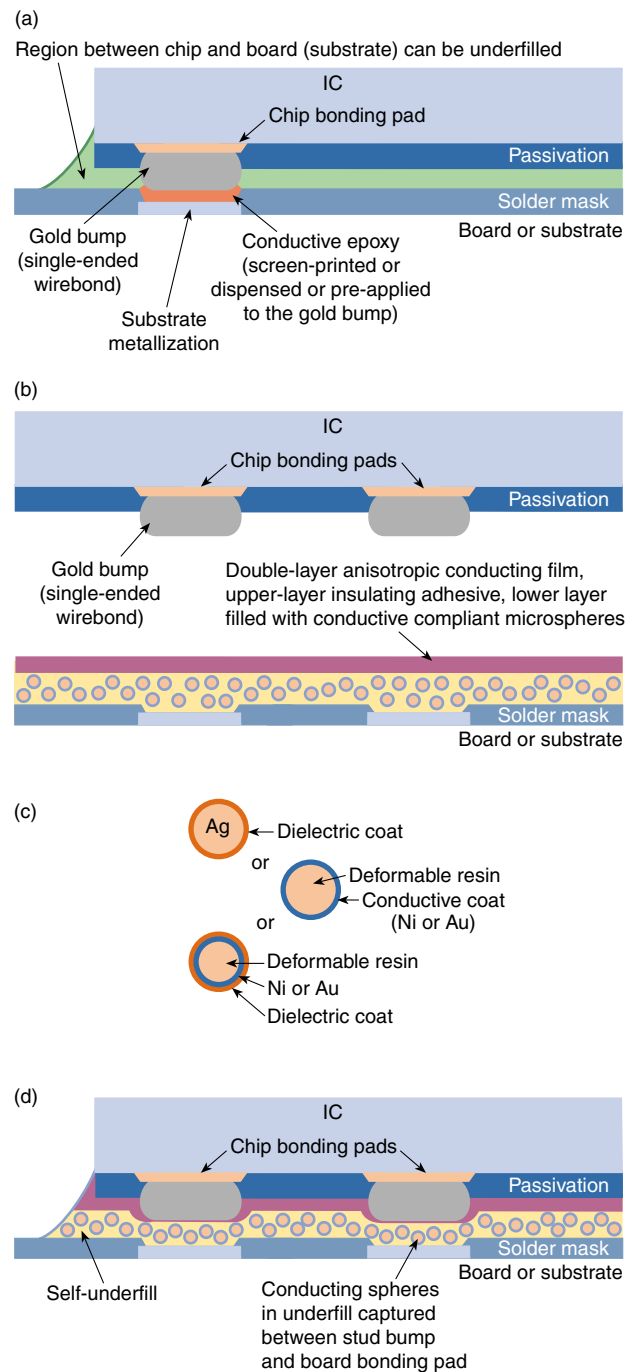 (a)
Region between chip and board (substrate) can be underfilled
IC
Chip bonding pad
Passivation
Solder mask
Board or substrate
Gold bump
(single-ended
wirebond)
Substrate
metallization
Conductive epoxy
(screen-printed or
dispensed or pre-applied
to the gold bump)
(b)
IC
Chip bonding pads
Passivation
Gold bump
(single-ended
wirebond)
Double-layer anisotropic conducting film,
upper-layer insulating adhesive, lower layer
filled with conductive compliant microspheres
Solder mask
Board or substrate
(c)
Ag
Dielectric coat
or
Deformable resin
Conductive coat
(Ni or Au)
or
Deformable resin
Ni or Au
Dielectric coat
(d)
IC
Chip bonding pads
Passivation
Solder mask
Board or substrate
Self-underfill
Conducting spheres
in underfill captured
between stud bump
and board bonding pad